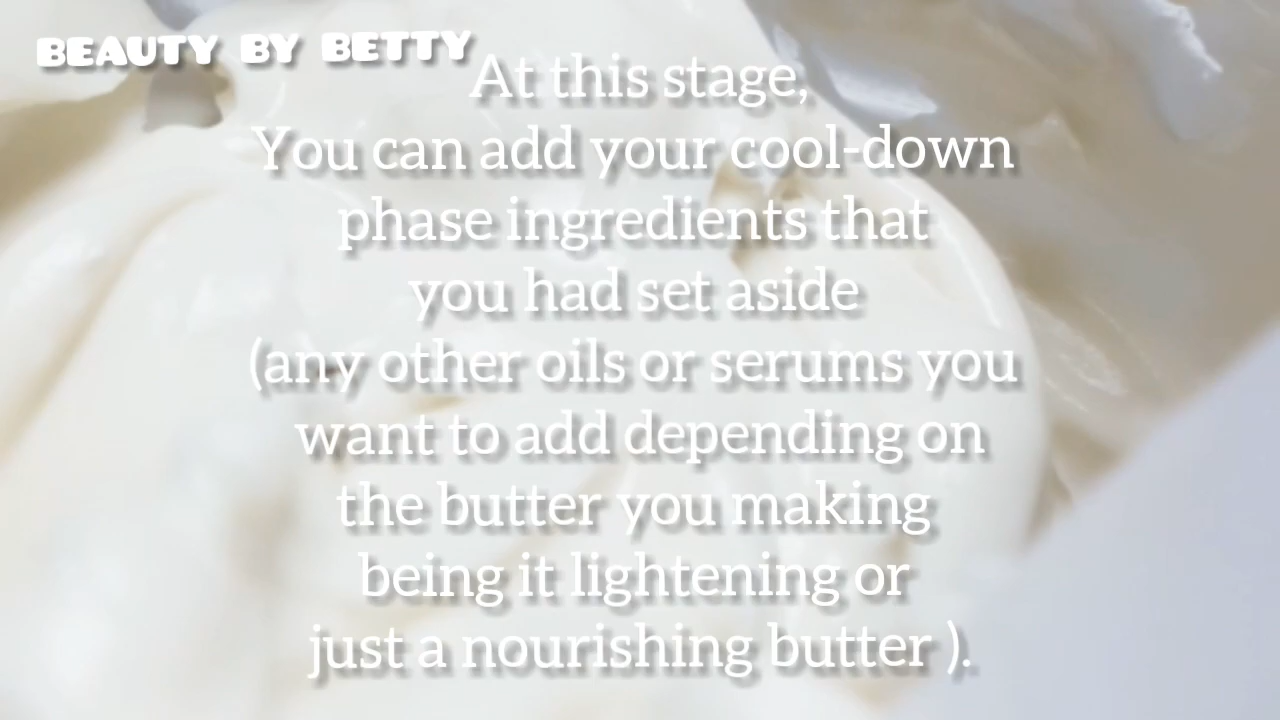 BEAUTY BY BETTY
At this stage,
You can add your cool-down
phase ingredients that
you had set aside
(any other oils or serums you
want to add depending on
the butter you making
being it lightening or
just a nourishing butter ).